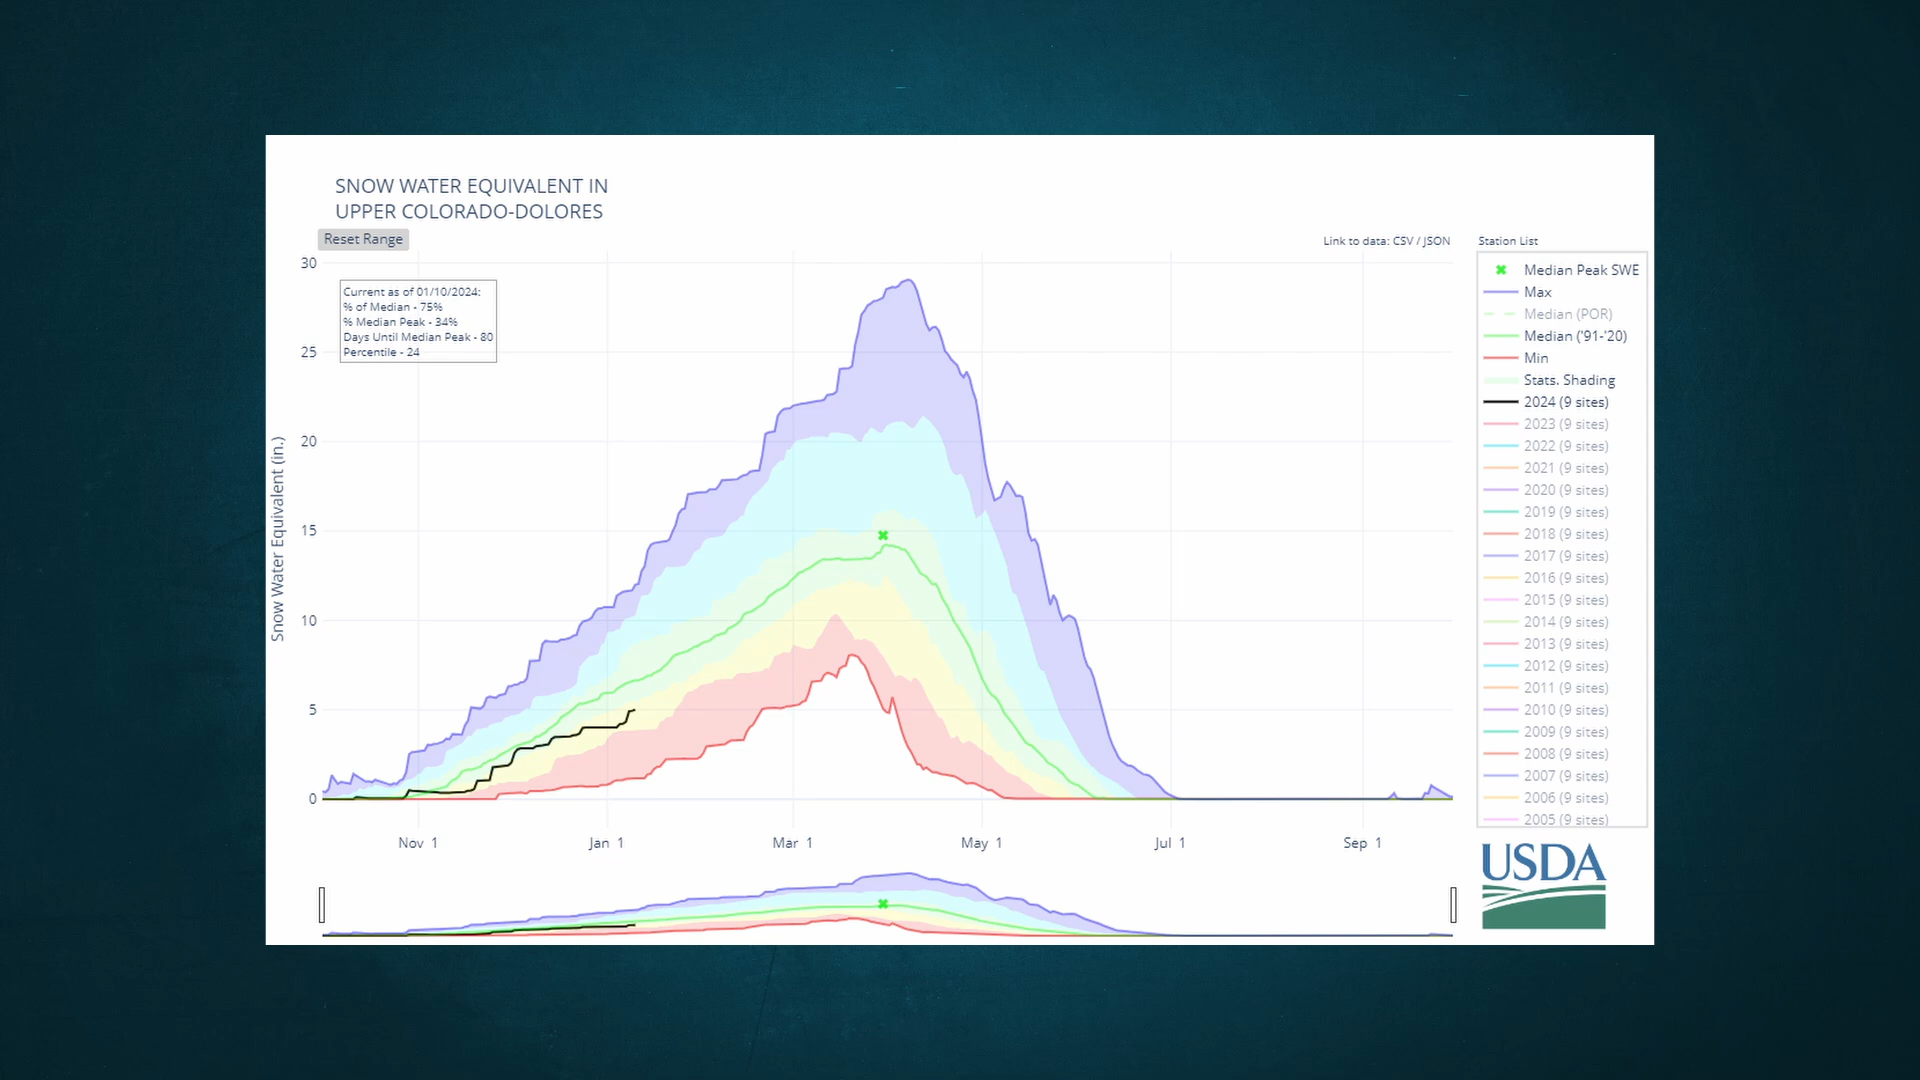 SNOW WATER EQUIVALENT IN
UPPER COLORADO-DOLORES
Reset Range
Link to data: CSV / JSON
Station List
30
25
20
15
10
5
0
Snow Water Equivalent (in.)
Current as of 01/10/2024:
% of Median - 75%
% Median Peak - 34%
Days Until Median Peak - 80
Percentile - 24
Nov 1
Jan 1
Mar 1
May 1
Jul 1
Sep 1
Median Peak SWE
Max
Median (POR)
Median ('91-'20)
Min
Stats. Shading
2024 (9 sites)
2023 (9 sites)
2022 (9 sites)
2021 (9 sites)
2020 (9 sites)
2019 (9 sites)
2018 (9 sites)
2017 (9 sites)
2016 (9 sites)
2015 (9 sites)
2014 (9 sites)
2013 (9 sites)
2012 (9 sites)
2011 (9 sites)
2010 (9 sites)
2009 (9 sites)
2008 (9 sites)
2007 (9 sites)
2006 (9 sites)
2005 (9 sites)
USDA